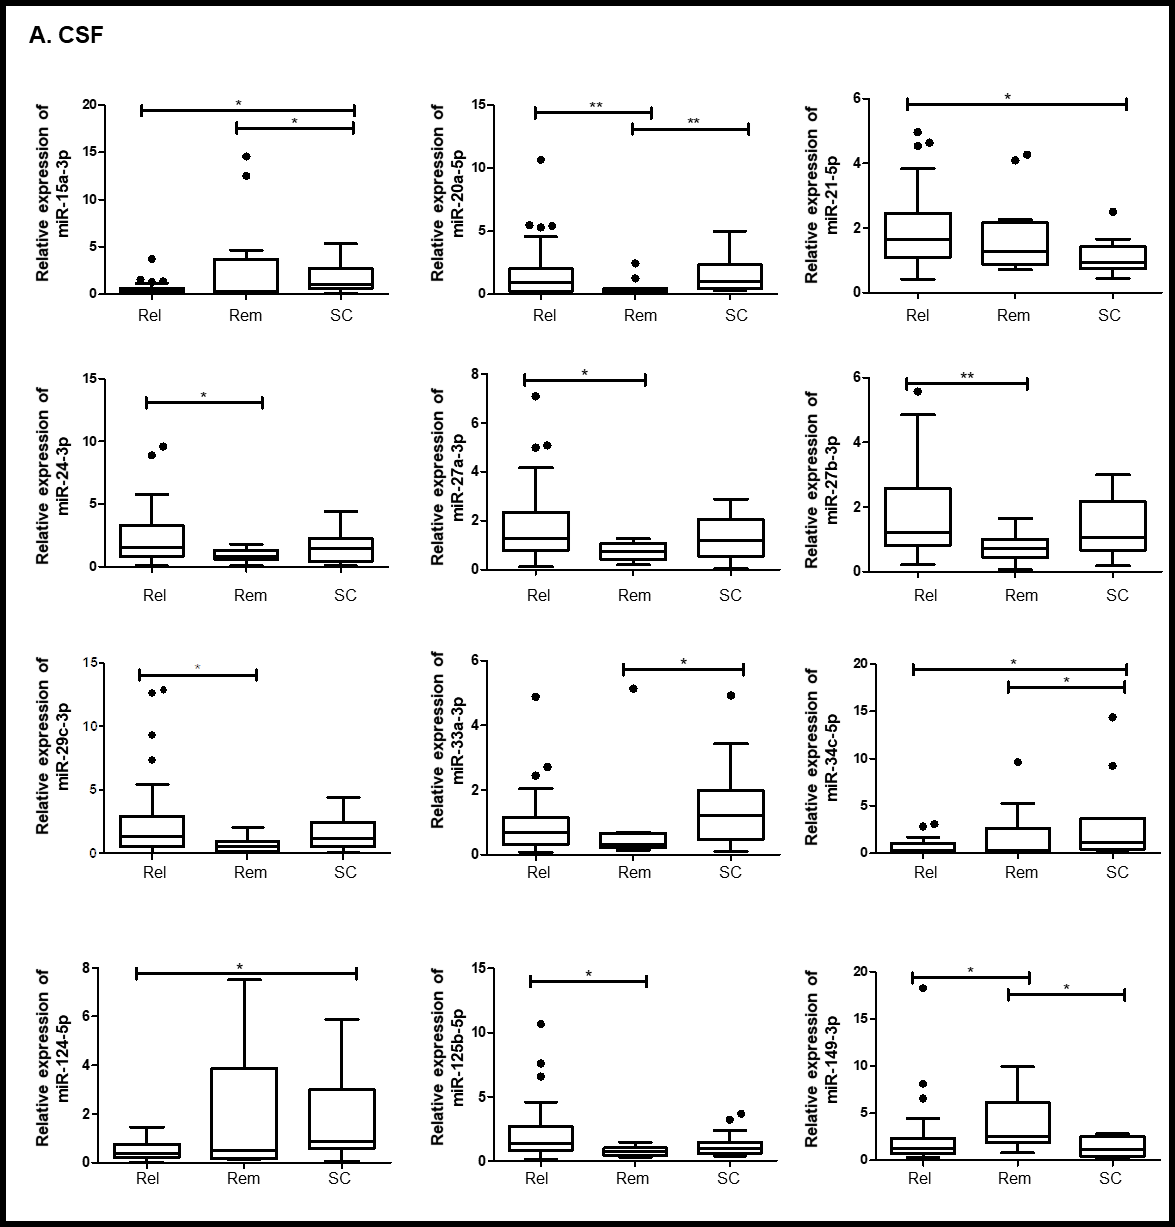 A. CSF
Relative expression of
miR-15a-3p
20
15
10
5
0
*
*
Rel Rem SC
Relative expression of
miR-20a-5p
15
10
5
0
**
**
Rel Rem SC
Relative expression of
miR-21-5p
6
4
2
0
*
Rel Rem SC
Relative expression of
miR-24-3p
15
10
5
0
*
Rel Rem SC
Relative expression of
miR-27a-3p
8
6
4
2
0
*
Rel Rem SC
Relative expression of
miR-27b-3p
6
4
2
0
**
Rel Rem SC
Relative expression of
miR-29c-3p
15
10
5
0
*
Rel Rem SC
Relative expression of
miR-33a-3p
6
4
2
0
*
Rel Rem SC
Relative expression of
miR-34c-5p
20
15
10
5
0
*
*
Rel Rem SC
Relative expression of
miR-124-5p
8
6
4
2
0
*
Rel Rem SC
Relative expression of
miR-125b-5p
15
10
5
0
*
Rel Rem SC
Relative expression of
miR-149-3p
20
15
10
5
0
*
*
Rel Rem SC